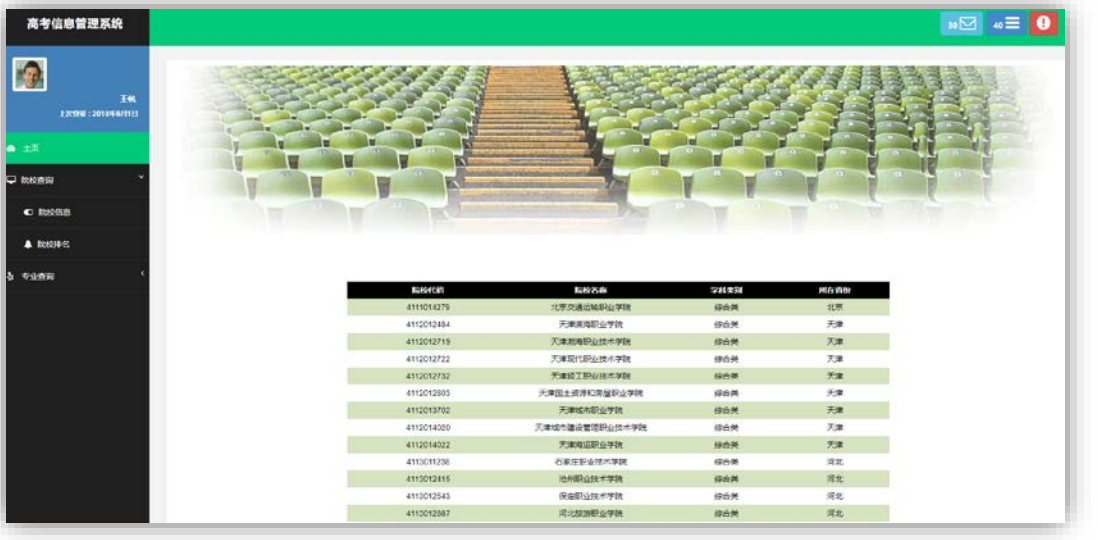 高考信息管理系统
30
40
王帆
上次登录 : 2018年6月11日
主页
院校查询
院校信息
院校排名
专业查询
院校代码 院校名称 学科类别 所在省份
4111014275 北京交通运输职业学院 综合类 北京
4112012484 天津滨海职业学院 综合类 天津
4112012719 天津渤海职业技术学院 综合类 天津
4112012722 天津现代职业技术学院 综合类 天津
4112012732 天津轻工职业技术学院 综合类 天津
4112012803 天津国土资源和房屋职业学院 综合类 天津
4112013702 天津城市职业学院 综合类 天津
4112014020 天津城市建设管理职业技术学院 综合类 天津
4112014022 天津海运职业学院 综合类 天津
4113011238 石家庄职业技术学院 综合类 河北
4113012415 沧州职业技术学院 综合类 河北
4113012543 保定职业技术学院 综合类 河北
4113012887 河北旅游职业学院 综合类 河北